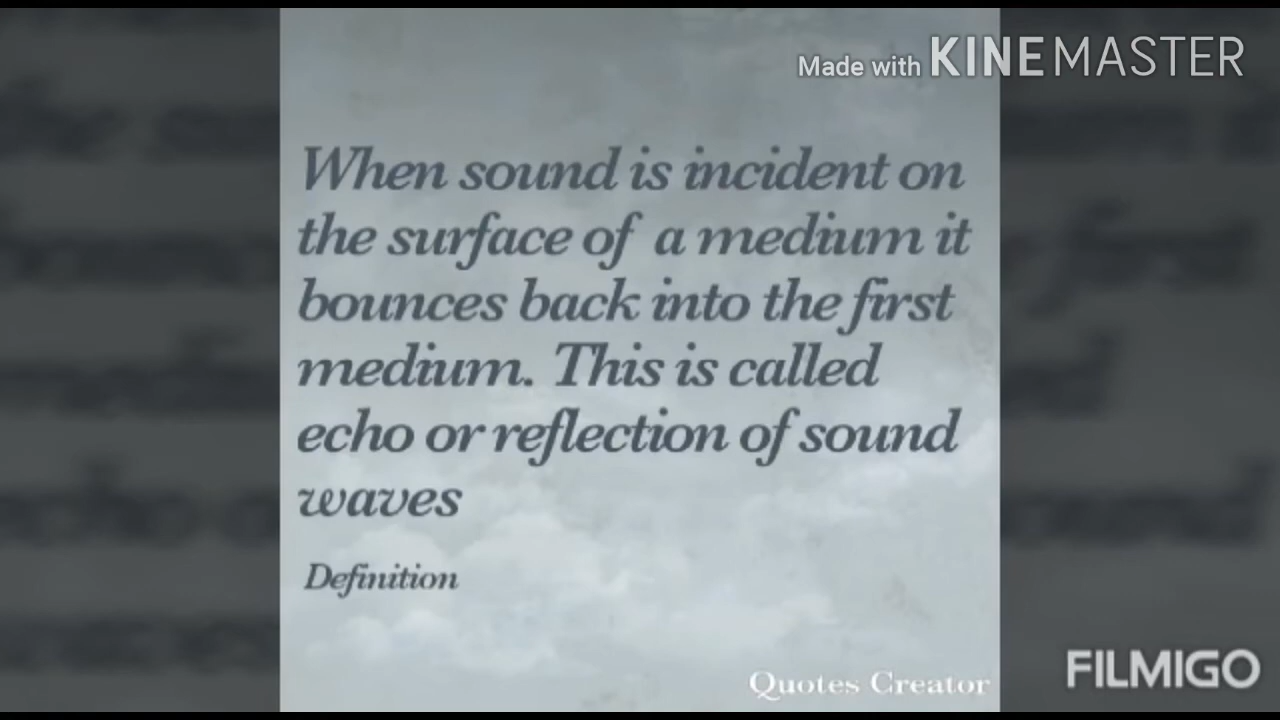 Made with KINEMASTER
When sound is incident on
the surface of a medium it
bounces back into the first
medium. This is called
echo or reflection of sound
waves
Definition
FILMIGO
Quotes Creator